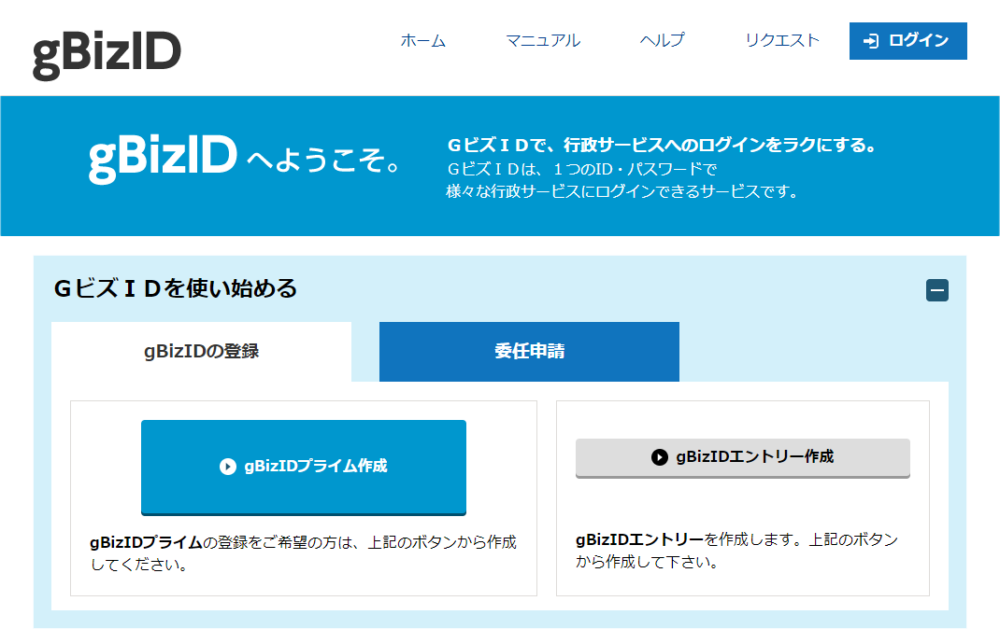 gBizID
ホーム
マニュアル
ヘルプ
リクエスト
ログイン
gBizID へようこそ。
ＧビズＩＤで、行政サービスへのログインをラクにする。
ＧビズＩＤは、１つのID・パスワードで
様々な行政サービスにログインできるサービスです。
ＧビズＩＤを使い始める
gBizIDの登録
委任申請
gBizIDプライム作成
gBizIDプライムの登録をご希望の方は、上記のボタンから作成
してください。
gBizIDエントリー作成
gBizIDエントリーを作成します。上記のボタン
から作成して下さい。